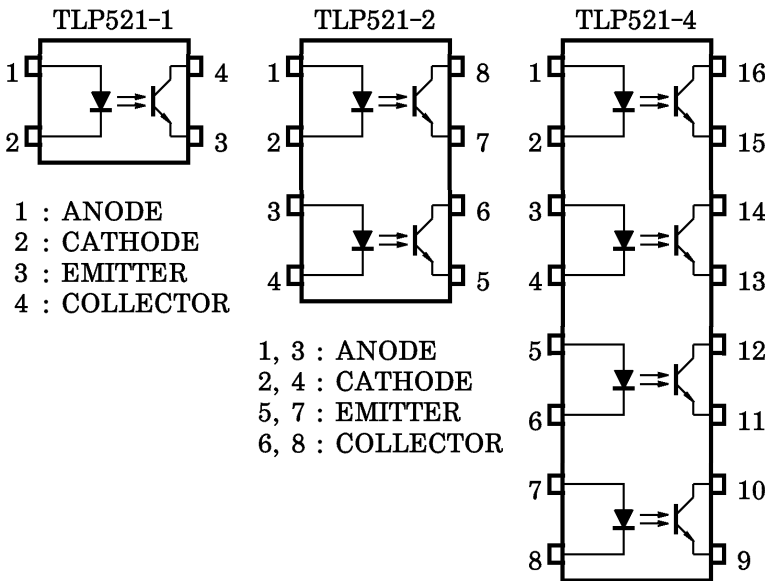 TLP521-1
1
2
4
3
1 : ANODE
2 : CATHODE
3 : EMITTER
4 : COLLECTOR
TLP521-2
1
2
3
4
8
7
6
5
1, 3 : ANODE
2, 4 : CATHODE
5, 7 : EMITTER
6, 8 : COLLECTOR
TLP521-4
1
2
3
4
5
6
7
8
16
15
14
13
12
11
10
9